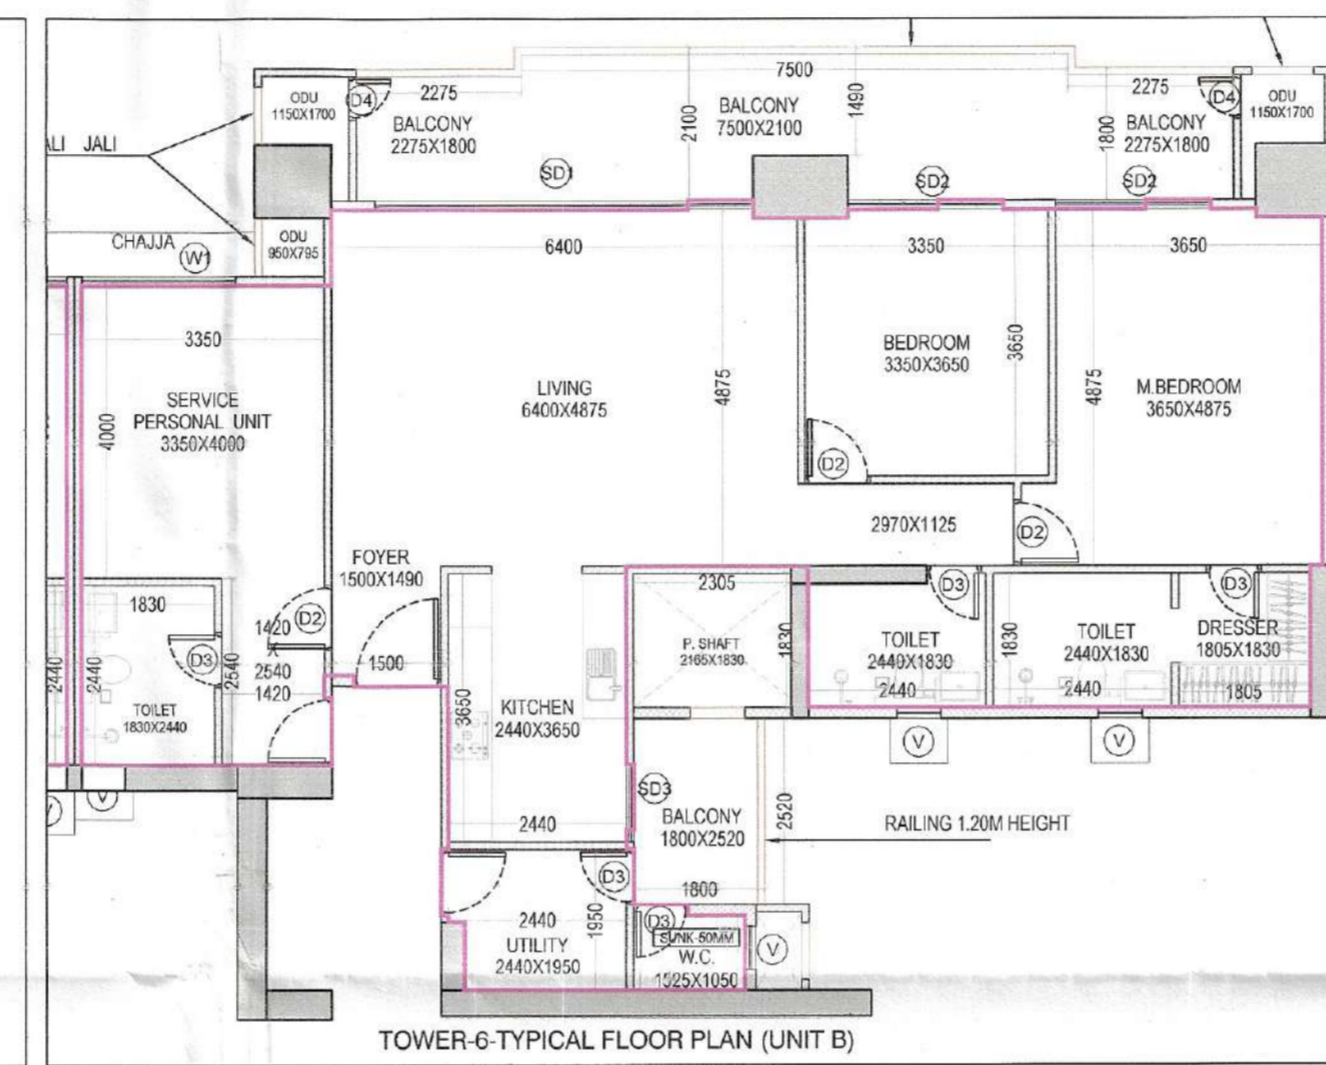 7500
2275
2275
ODU
1150X1700
D4
BALCONY
2275X1800
2100
BALCONY
7500X2100
1490
1800
BALCONY
2275X1800
D4
ODU
1150X1700
JALI
SD1
SD2
SD2
CHAJJA
W1
ODU
950X795
6400
3350
3650
3350
SERVICE
PERSONAL UNIT
3350X4000
4000
LIVING
6400X4875
4875
BEDROOM
3350X3650
3650
4875
M.BEDROOM
3650X4875
D2
2970X1125
D2
FOYER
1500X1490
1500
1830
D3
2440
2440
TOILET
1830X2440
2540
1420
X
2540
1420
D2
2305
P. SHAFT
2165X1830
1830
D3
TOILET
2440X1830
2440
1830
TOILET
2440X1830
2440
D3
DRESSER
1805X1830
1805
3650
KITCHEN
2440X3650
2440
V
V
V
V
SD3
BALCONY
1800X2520
2520
1800
RAILING 1.20M HEIGHT
D3
2440
1950
UTILITY
2440X1950
D3
SUNK-50MM
W.C.
1525X1050
V
TOWER-6-TYPICAL FLOOR PLAN (UNIT B)